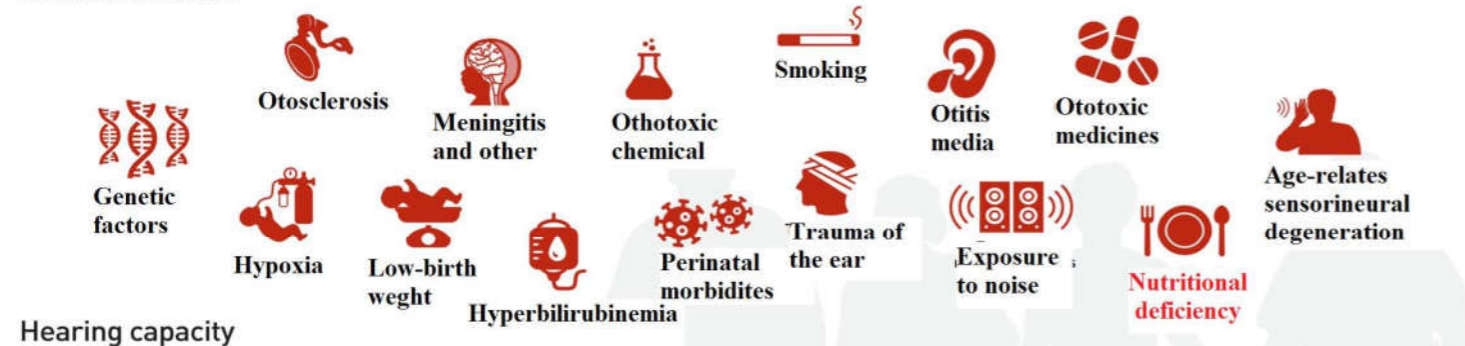 Smoking
Otosclerosis
Meningitis
and other
Othotoxic
chemical
Otitis
media
Ototoxic
medicines
Genetic
factors
Age-relates
sensorineural
degeneration
Hypoxia
Low-birth
weght
Hyperbilirubinemia
Perinatal
morbidites
Trauma of
the ear
Exposure
to noise
Nutritional
deficiency
Hearing capacity